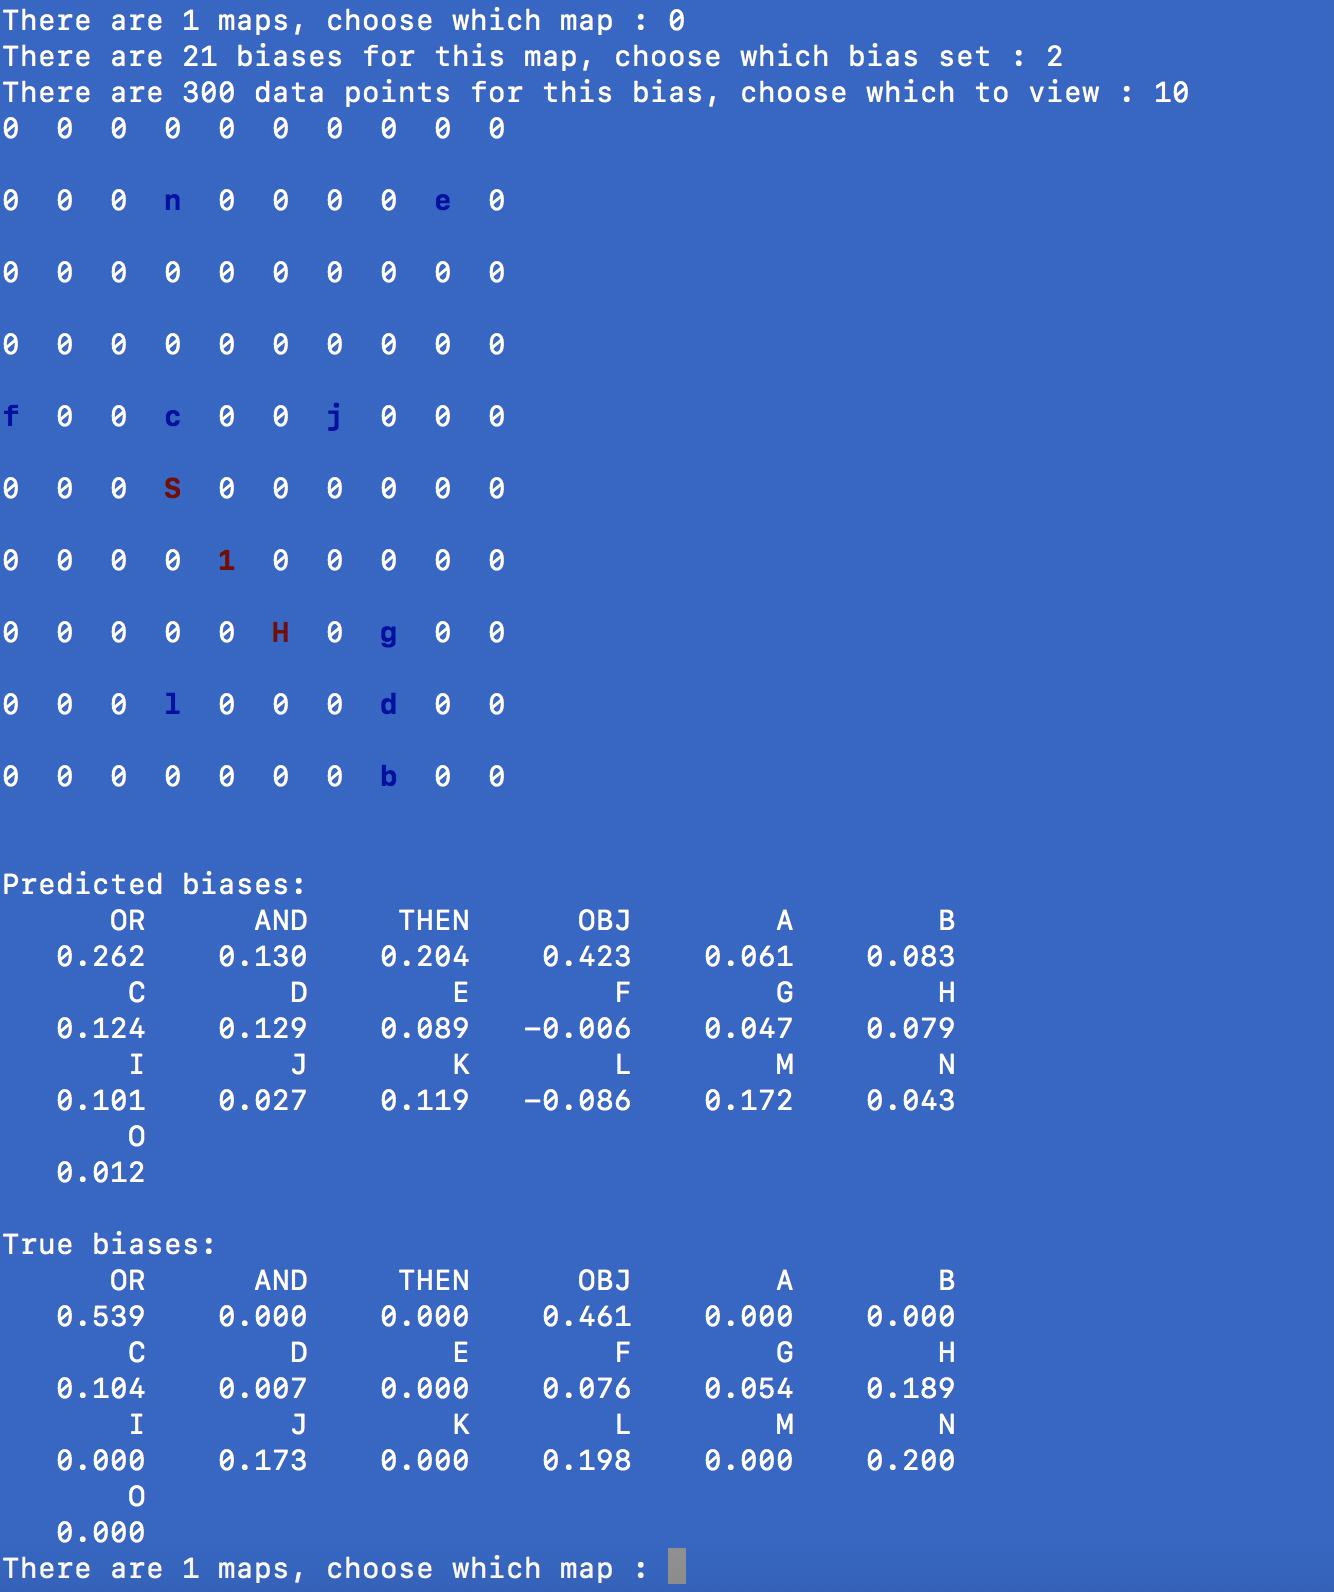 There are 1 maps, choose which map : 0
There are 21 biases for this map, choose which bias set : 2
There are 300 data points for this bias, choose which to view : 10
0 0 0 0 0 0 0 0 0 0
0 0 0 n 0 0 0 0 e 0
0 0 0 0 0 0 0 0 0 0
0 0 0 0 0 0 0 0 0 0
f 0 0 c 0 0 j 0 0 0
0 0 0 S 0 0 0 0 0 0
0 0 0 0 1 0 0 0 0 0
0 0 0 0 0 H 0 g 0 0
0 0 0 l 0 0 0 d 0 0
0 0 0 0 0 0 0 b 0 0
Predicted biases:
OR AND THEN OBJ A B
0.262 0.130 0.204 0.423 0.061 0.083
C D E F G H
0.124 0.129 0.089 -0.006 0.047 0.079
I J K L M N
0.101 0.027 0.119 -0.086 0.172 0.043
O
0.012
True biases:
OR AND THEN OBJ A B
0.539 0.000 0.000 0.461 0.000 0.000
C D E F G H
0.104 0.007 0.000 0.076 0.054 0.189
I J K L M N
0.000 0.173 0.000 0.198 0.000 0.200
O
0.000
There are 1 maps, choose which map :